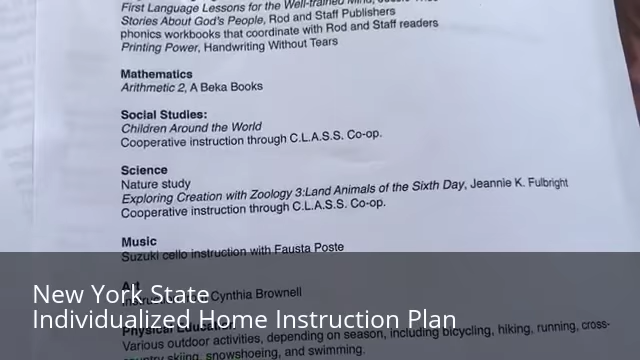 First Language Lessons for the Well-trained Mind,
Stories About God's People, Rod and Staff Publishers
phonics workbooks that coordinate with Rod and Staff readers
Printing Power, Handwriting Without Tears
Mathematics
Arithmetic 2, A Beka Books
Social Studies:
Children Around the World
Cooperative instruction through C.L.A.S.S. Co-op.
Science
Nature study
Exploring Creation with Zoology 3:Land Animals of the Sixth Day, Jeannie K. Fulbright
Cooperative instruction through C.L.A.S.S. Co-op.
Music
Suzuki cello instruction with Fausta Poste
Art
Cynthia Brownell
New York State
Individualized Home Instruction Plan
Physical Education
Various outdoor activities, depending on season, including bicycling, hiking, running, cross-
country skiing, snowshoeing, and swimming.